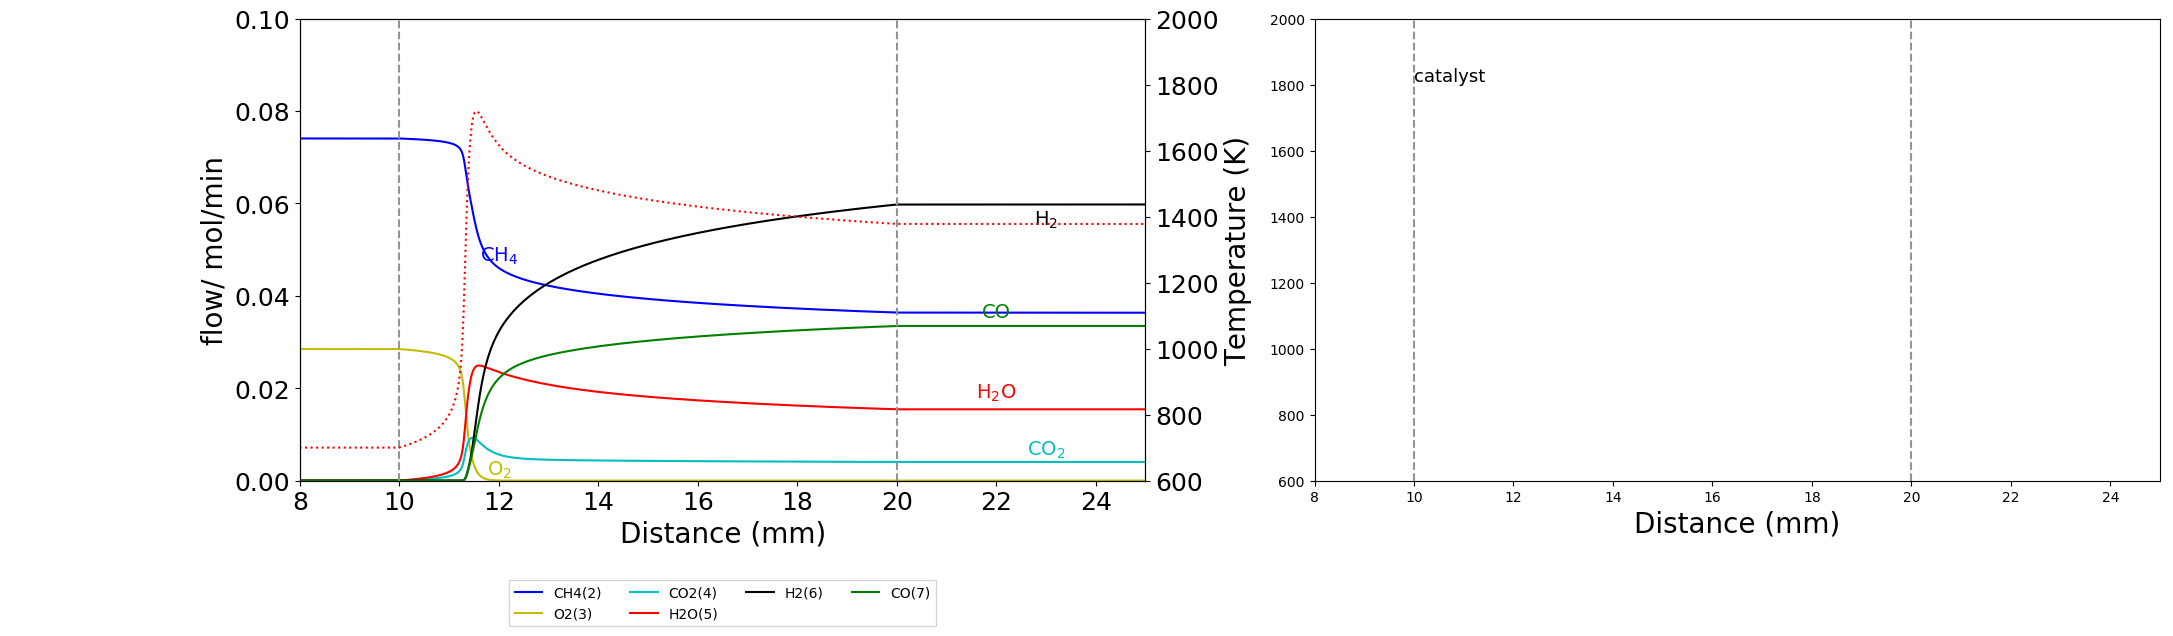 0.10
0.08
0.06
0.04
0.02
0.00
flow/ mol/min
8 10 12 14 16 18 20 22 24
Distance (mm)
2000
1800
1600
1400
1200
1000
800
600
Temperature (K)
CH₄
O₂
H₂
CO
H₂O
CO₂
CH4(2) CO2(4) H2(6) CO(7)
O2(3) H2O(5)
2000
1800
1600
1400
1200
1000
800
600
catalyst
8 10 12 14 16 18 20 22 24
Distance (mm)